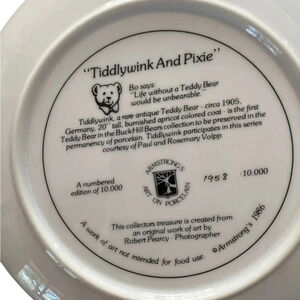 "Tiddlywink And Pixie"
Bo says:
"Life without a Teddy Bear
would be unbearable."
Tiddlywink, a rare antique Teddy Bear - circa 1905,
Germany, 20" tall, burnished apricot colored coat - is the first
Teddy Bear in the Buck Hill Bears collection to be preserved in the
permanency of porcelain. Tiddlywink participates in this series
courtesy of Paul and Rosemary Volpp.
A numbered
edition of 10,000
ARMSTRONG'S
ART ON PORCELAIN
1958
10,000
This collectors treasure is created from
an original work of art by
Robert Pearcy - Photographer
A work of art not intended for food use.
© Armstrong's 1986